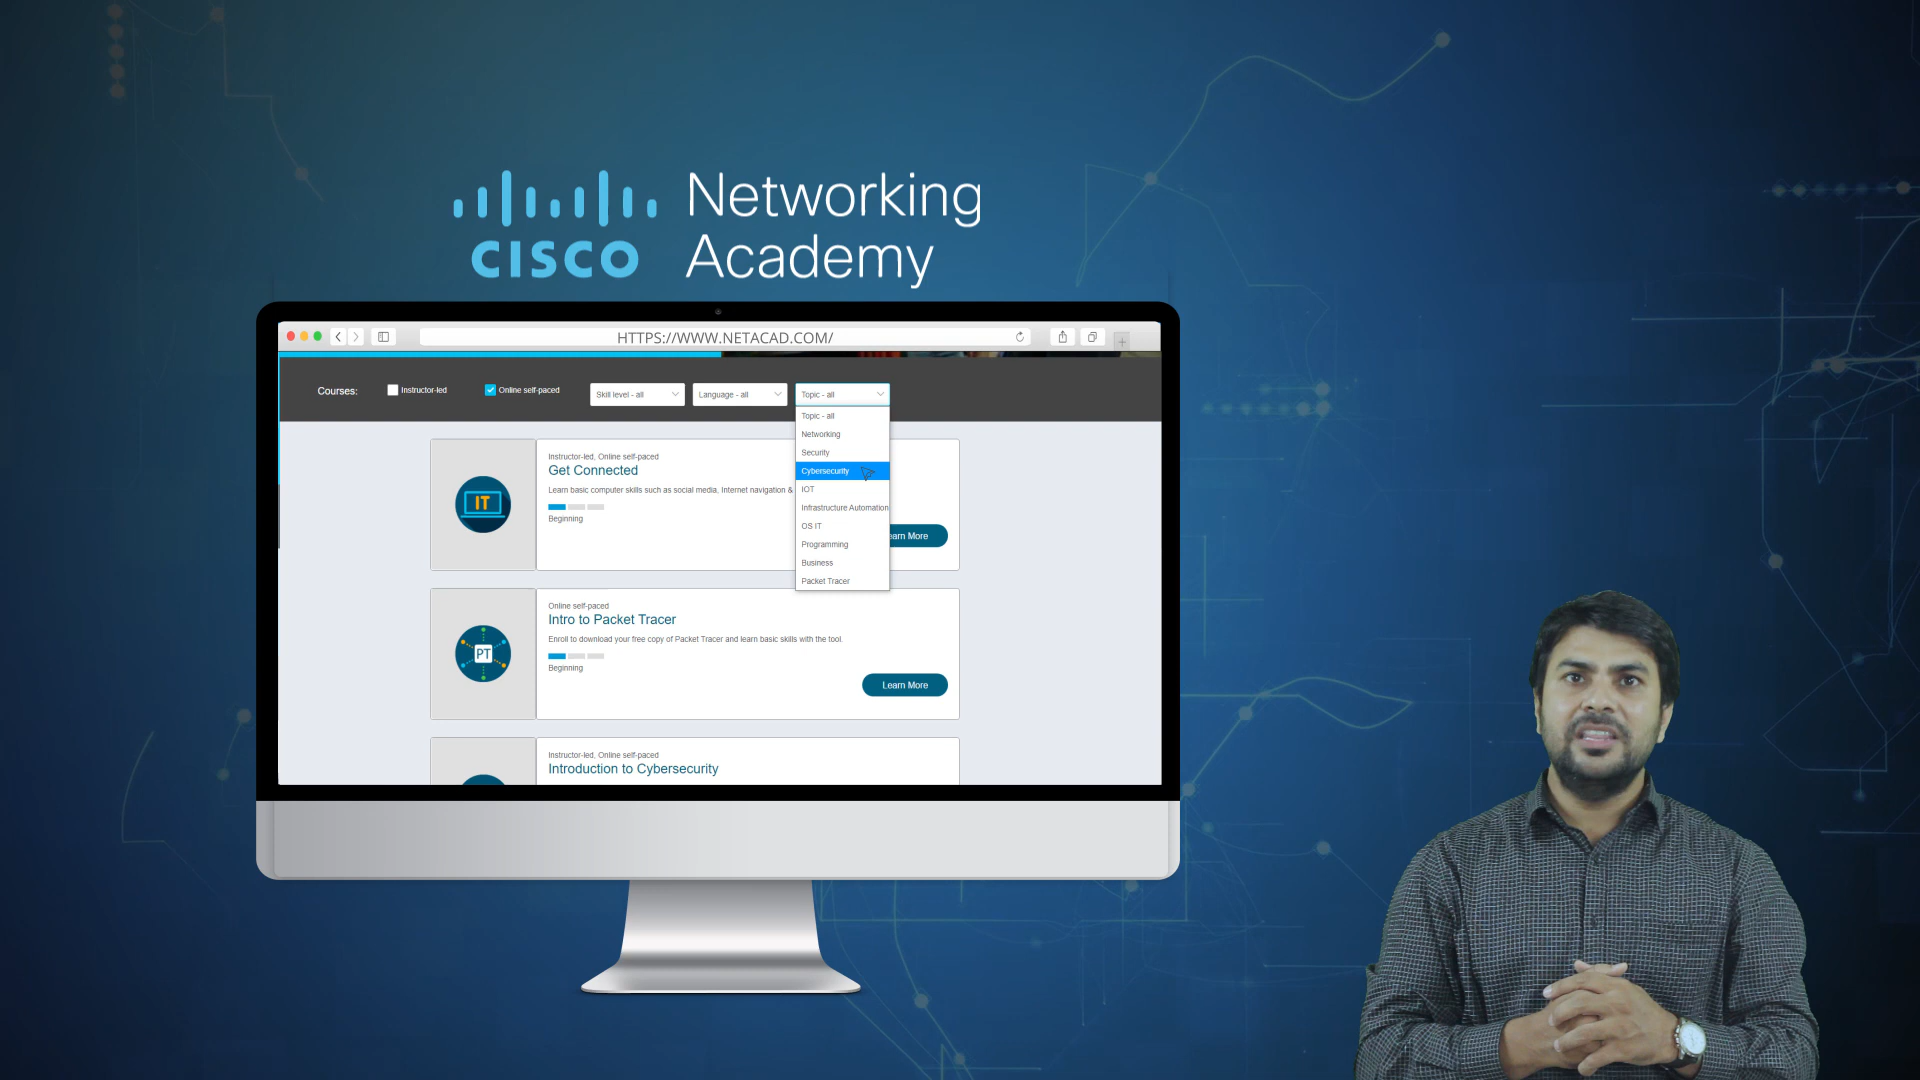 CISCO
Networking
Academy
HTTPS://WWW.NETACAD.COM/
Courses:
Instructor-led
Online self-paced
Skill level - all
Language - all
Topic - all
Topic - all
Networking
Security
Cybersecurity
IOT
Infrastructure Automation
OS IT
Programming
Business
Packet Tracer
IT
Instructor-led, Online self-paced
Get Connected
Learn basic computer skills such as social media, Internet navigation &
Beginning
earn More
PT
Online self-paced
Intro to Packet Tracer
Enroll to download your free copy of Packet Tracer and learn basic skills with the tool.
Beginning
Learn More
Instructor-led, Online self-paced
Introduction to Cybersecurity